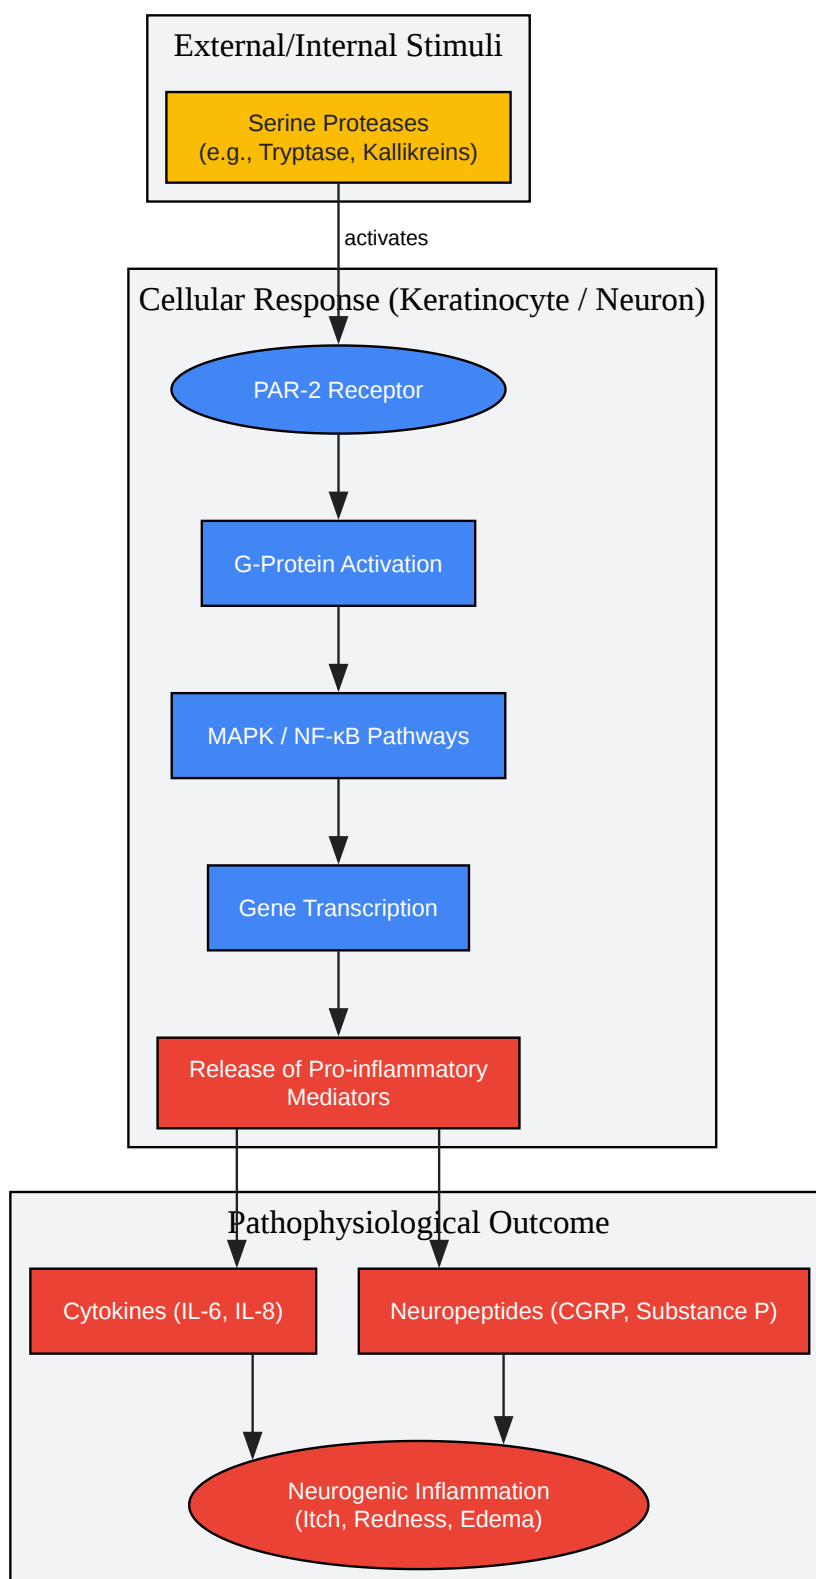 External/Internal Stimuli
Serine Proteases
(e.g., Tryptase, Kallikreins)
activates
Cellular Response (Keratinocyte / Neuron)
PAR-2 Receptor
G-Protein Activation
MAPK / NF-κB Pathways
Gene Transcription
Release of Pro-inflammatory
Mediators
Pathophysiological Outcome
Cytokines (IL-6, IL-8)
Neuropeptides (CGRP, Substance P)
Neurogenic Inflammation
(Itch, Redness, Edema)